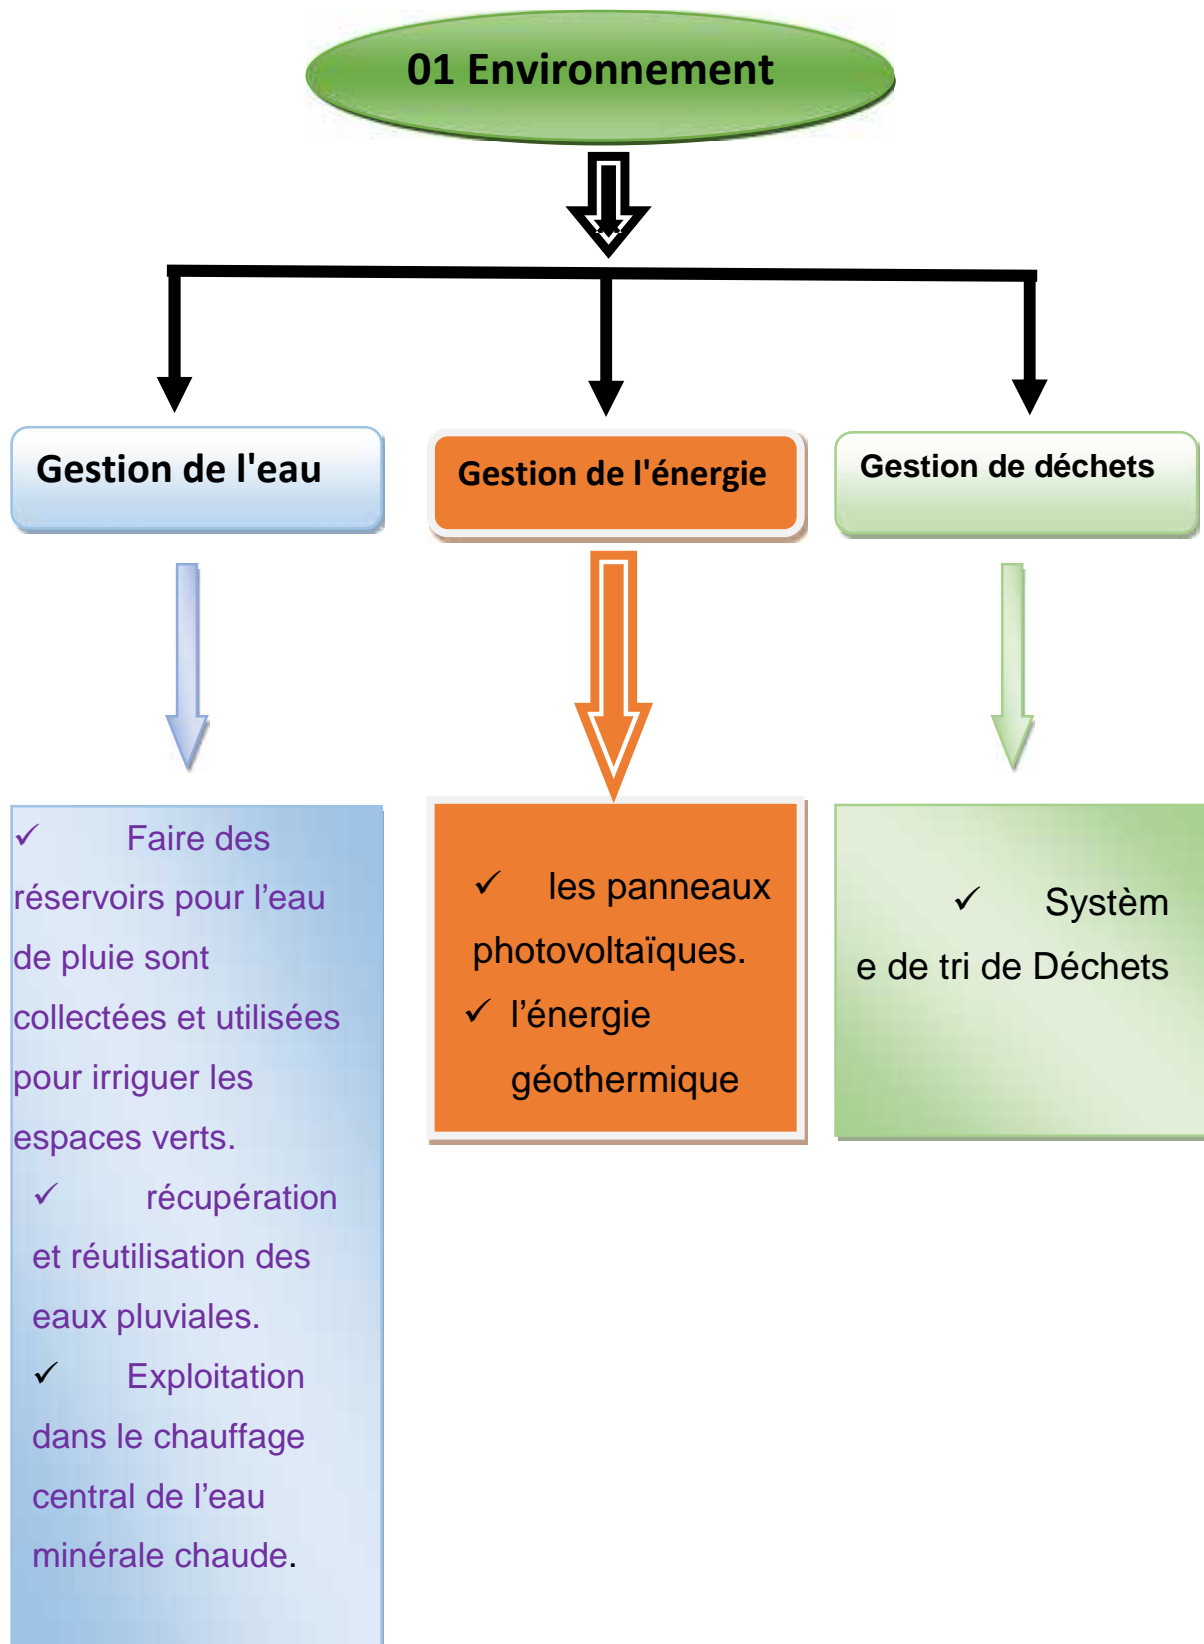 01 Environnement
Gestion de l'eau
Gestion de l'énergie
Gestion de déchets
✓ Faire des
réservoirs pour l’eau
de pluie sont
collectées et utilisées
pour irriguer les
espaces verts.
✓ récupération
et réutilisation des
eaux pluviales.
✓ Exploitation
dans le chauffage
central de l’eau
minérale chaude.
✓ les panneaux
photovoltaïques.
✓ l’énergie
géothermique
✓ Systèm
e de tri de Déchets